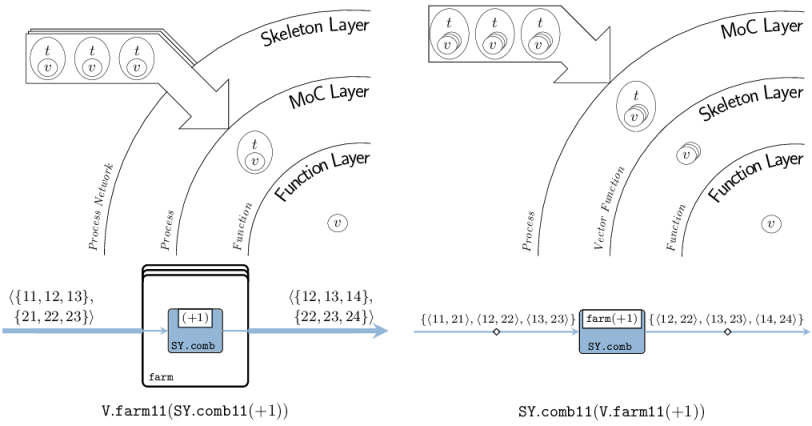 Skeleton Layer
MoC Layer
Function Layer
t t t
v v v
t
v
v
Process Network
Process
Function
⟨{11, 12, 13},
{21, 22, 23}⟩
(+1)
SY.comb
farm
⟨{12, 13, 14},
{22, 23, 24}⟩
V.farm11(SY.comb11(+1))
MoC Layer
Skeleton Layer
Function Layer
t t t
v v v
t
v
v
v
Process
Vector Function
Function
{⟨11, 21⟩, ⟨12, 22⟩, ⟨13, 23⟩}
farm(+1)
SY.comb
{⟨12, 22⟩, ⟨13, 23⟩, ⟨14, 24⟩}
SY.comb11(V.farm11(+1))